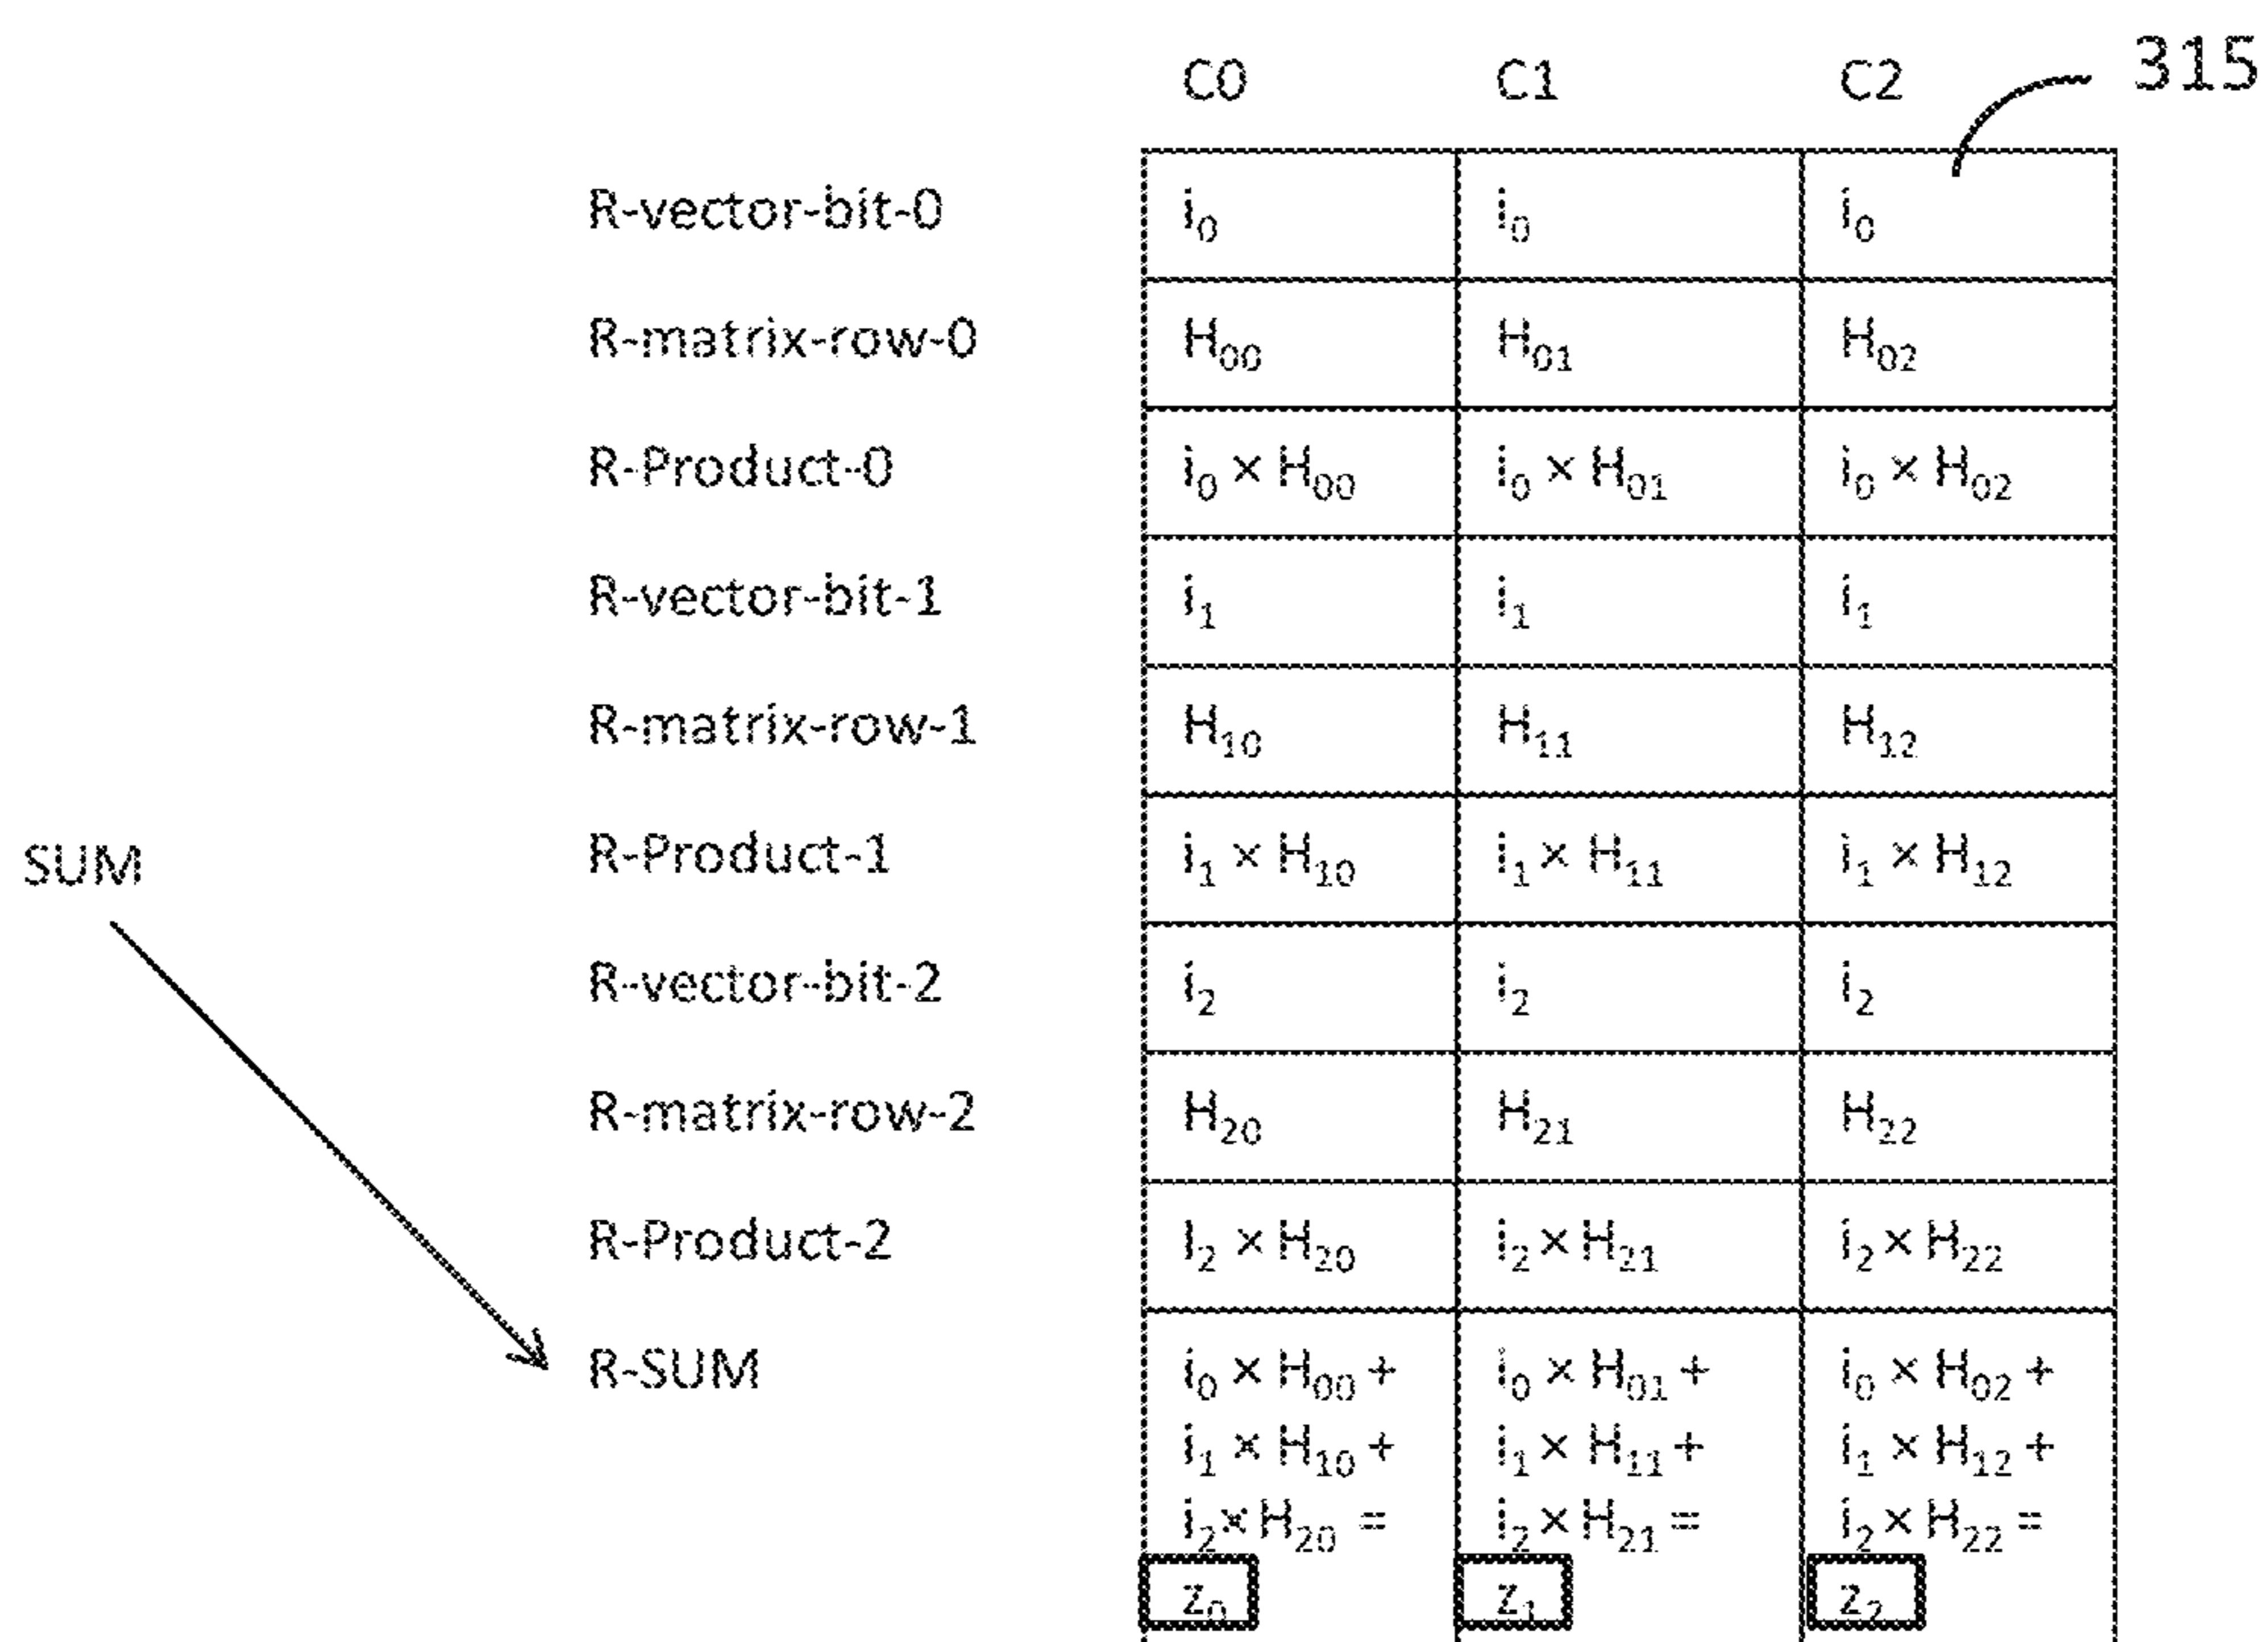 C0 C1 C2 315
R-vector-bit-0 i₀ i₀ i₀
R-matrix-row-0 H₀₀ H₀₁ H₀₂
R-Product-0 i₀ × H₀₀ i₀ × H₀₁ i₀ × H₀₂
R-vector-bit-1 i₁ i₁ i₁
R-matrix-row-1 H₁₀ H₁₁ H₁₂
SUM R-Product-1 i₁ × H₁₀ i₁ × H₁₁ i₁ × H₁₂
R-vector-bit-2 i₂ i₂ i₂
R-matrix-row-2 H₂₀ H₂₁ H₂₂
R-Product-2 I₂ × H₂₀ i₂ × H₂₁ i₂ × H₂₂
R-SUM i₀ × H₀₀ + i₀ × H₀₁ + i₀ × H₀₂ +
i₁ × H₁₀ + i₁ × H₁₁ + i₁ × H₁₂ +
i₂ × H₂₀ = i₂ × H₂₁ = i₂ × H₂₂ =
z₀ z₁ z₂